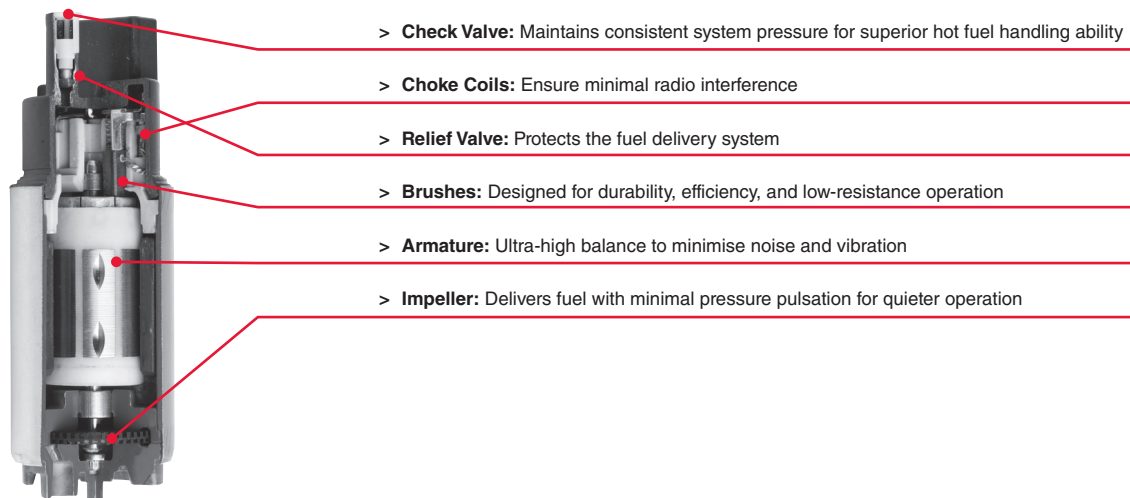 > Check Valve: Maintains consistent system pressure for superior hot fuel handling ability
> Choke Coils: Ensure minimal radio interference
> Relief Valve: Protects the fuel delivery system
> Brushes: Designed for durability, efficiency, and low-resistance operation
> Armature: Ultra-high balance to minimise noise and vibration
> Impeller: Delivers fuel with minimal pressure pulsation for quieter operation